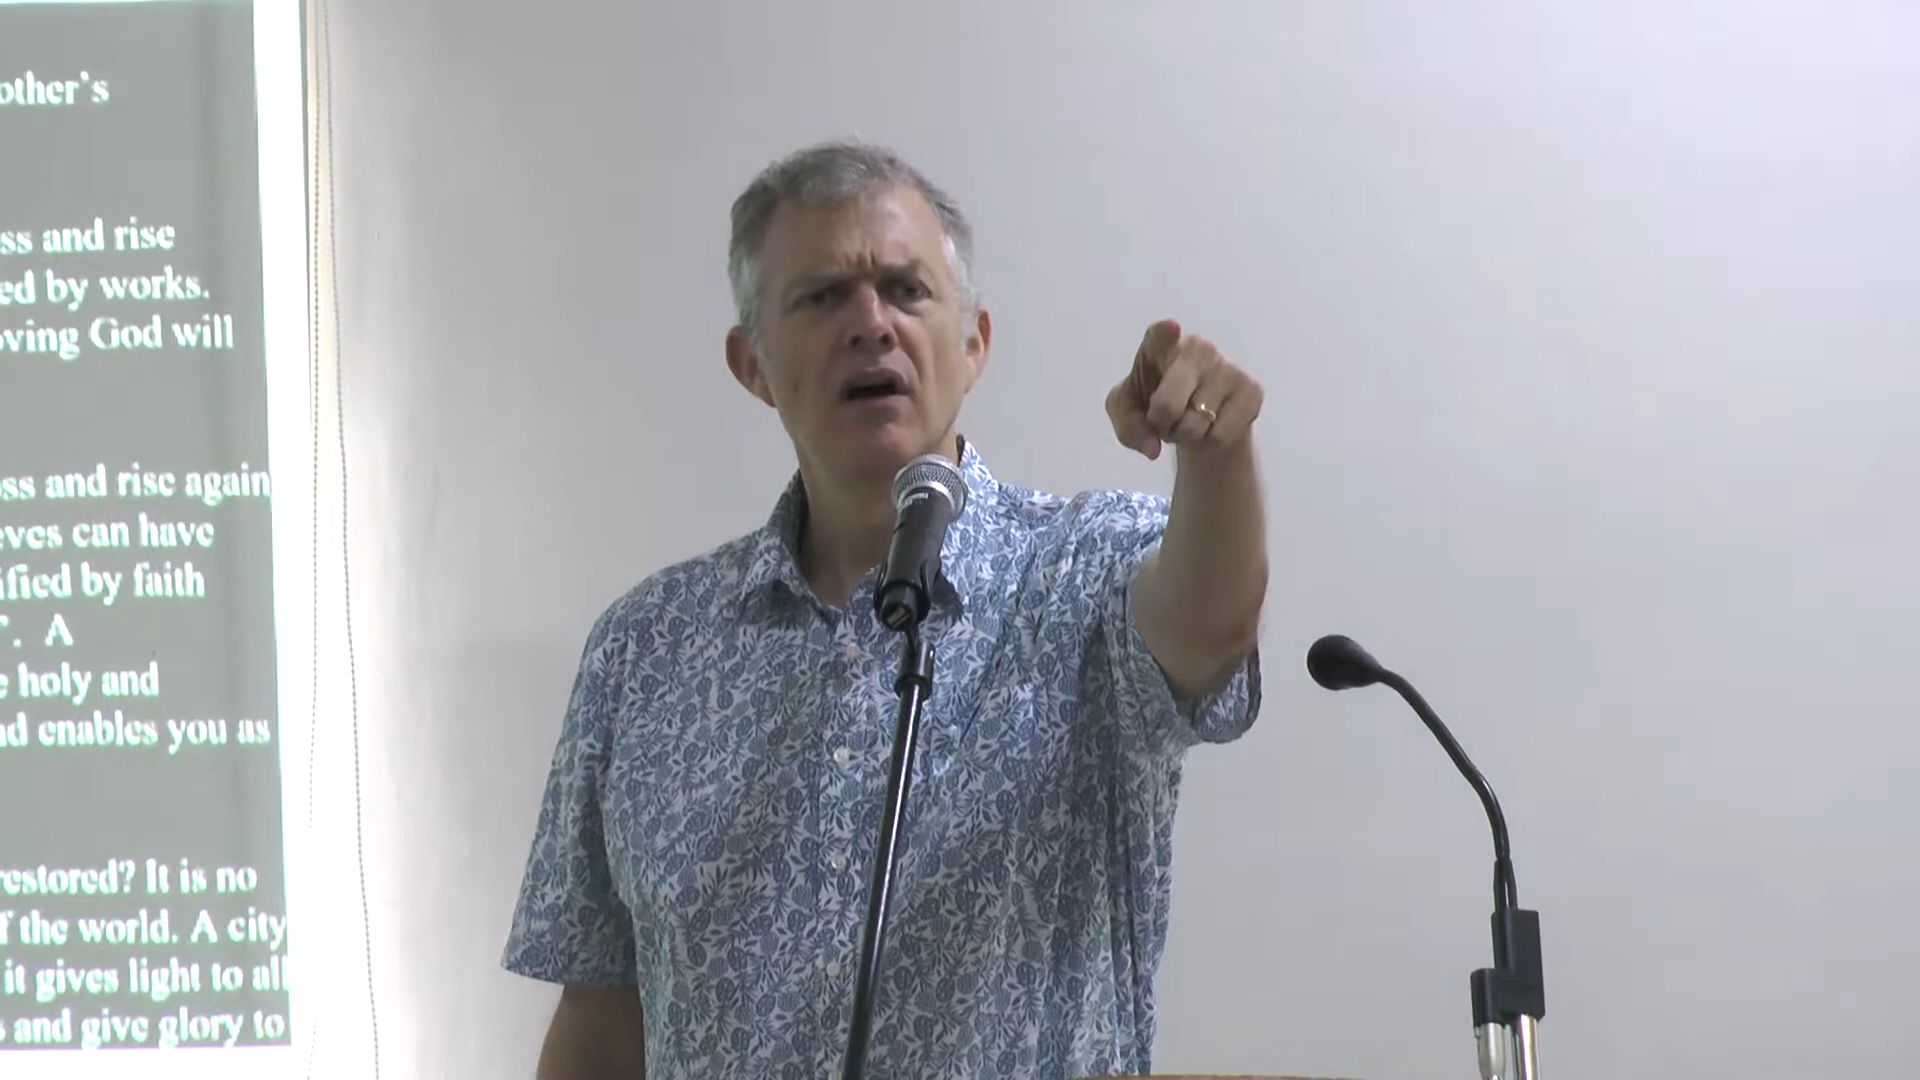 other's
ss and rise
ed by works.
oving God will
oss and rise again
eves can have
ified by faith
. A
e holy and
nd enables you as
restored? It is no
f the world. A city
it gives light to all
s and give glory to